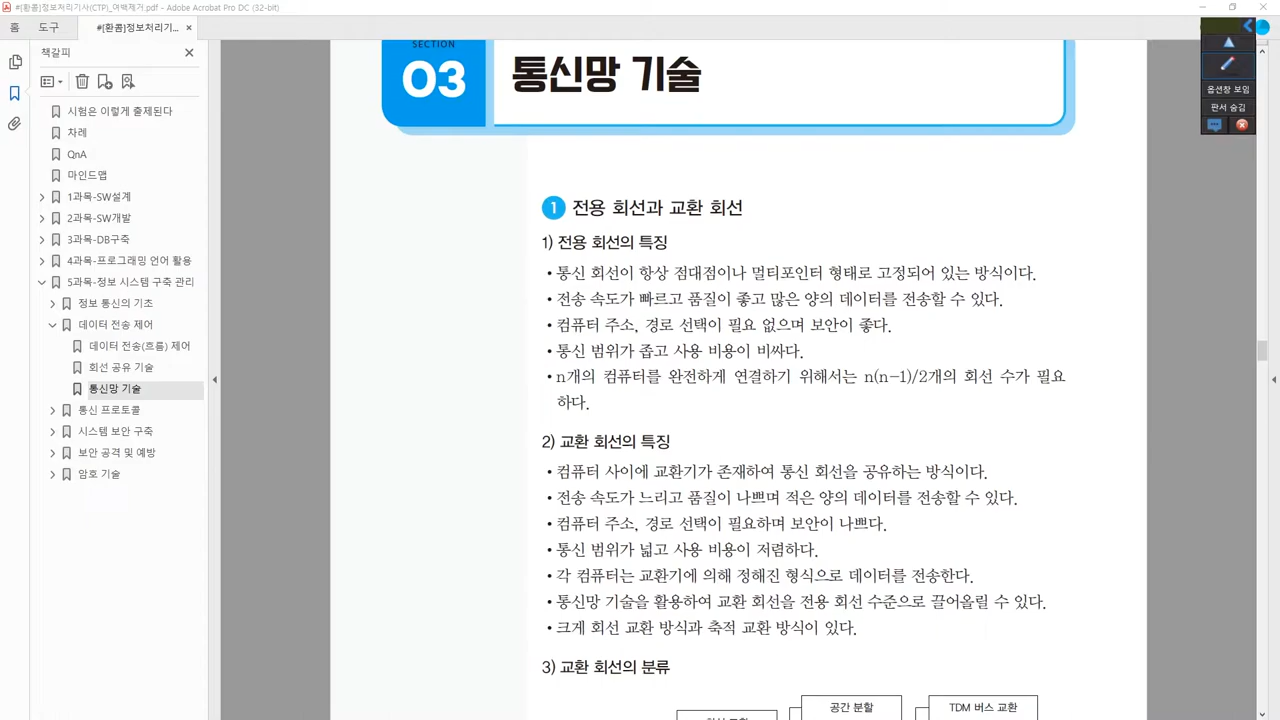 #[환콤]정보처리기사(CTP)_여백제거.pdf - Adobe Acrobat Pro DC (32-bit)
홈 도구 #[환콤]정보처리기... ×
책갈피
시험은 이렇게 출제된다
차례
QnA
마인드맵
1과목-SW설계
2과목-SW개발
3과목-DB구축
4과목-프로그래밍 언어 활용
5과목-정보 시스템 구축 관리
정보 통신의 기초
데이터 전송 제어
데이터 전송(흐름) 제어
회선 공유 기술
통신망 기술
통신 프로토콜
시스템 보안 구축
보안 공격 및 예방
암호 기술
SECTION
03
통신망 기술
1 전용 회선과 교환 회선
1) 전용 회선의 특징
• 통신 회선이 항상 점대점이나 멀티포인터 형태로 고정되어 있는 방식이다.
• 전송 속도가 빠르고 품질이 좋고 많은 양의 데이터를 전송할 수 있다.
• 컴퓨터 주소, 경로 선택이 필요 없으며 보안이 좋다.
• 통신 범위가 좁고 사용 비용이 비싸다.
• n개의 컴퓨터를 완전하게 연결하기 위해서는 n(n-1)/2개의 회선 수가 필요
하다.
2) 교환 회선의 특징
• 컴퓨터 사이에 교환기가 존재하여 통신 회선을 공유하는 방식이다.
• 전송 속도가 느리고 품질이 나쁘며 적은 양의 데이터를 전송할 수 있다.
• 컴퓨터 주소, 경로 선택이 필요하며 보안이 나쁘다.
• 통신 범위가 넓고 사용 비용이 저렴하다.
• 각 컴퓨터는 교환기에 의해 정해진 형식으로 데이터를 전송한다.
• 통신망 기술을 활용하여 교환 회선을 전용 회선 수준으로 끌어올릴 수 있다.
• 크게 회선 교환 방식과 축적 교환 방식이 있다.
3) 교환 회선의 분류
공간 분할
TDM 버스 교환
옵션창 보임
판서 숨김